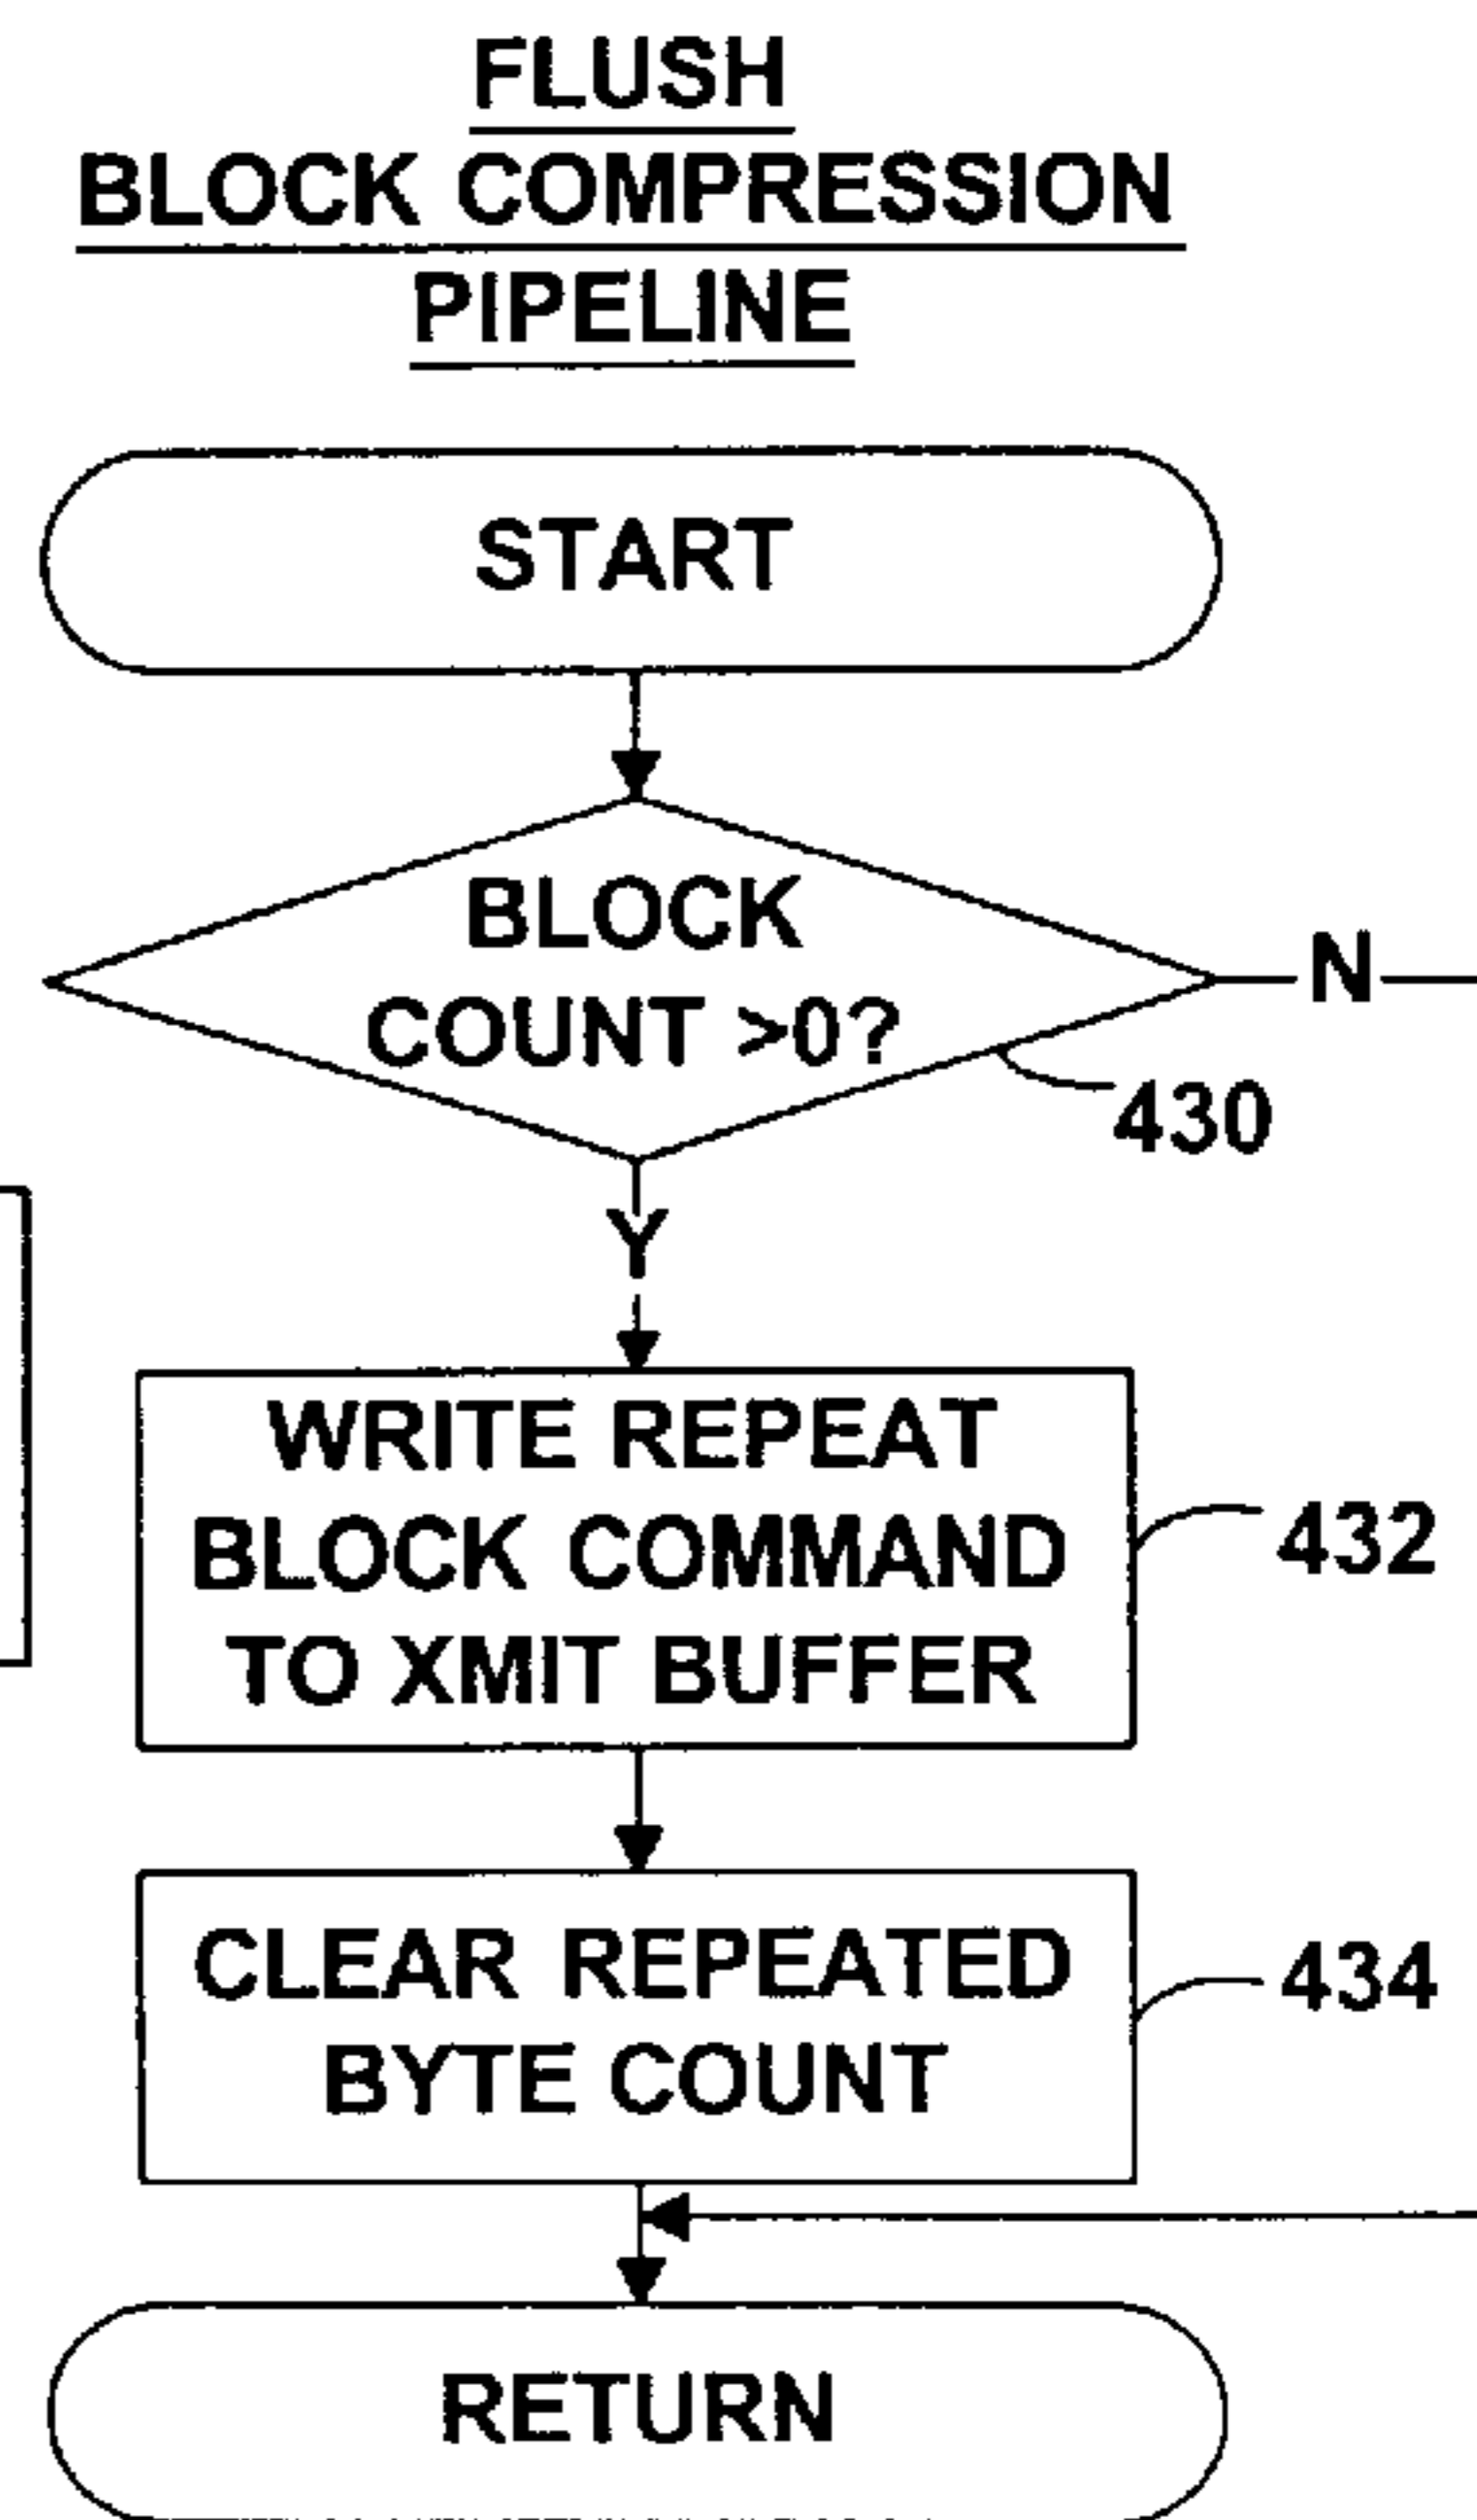 FLUSH
BLOCK COMPRESSION
PIPELINE
START
BLOCK
COUNT >0?
N
430
Y
WRITE REPEAT
BLOCK COMMAND
TO XMIT BUFFER
432
CLEAR REPEATED
BYTE COUNT
434
RETURN